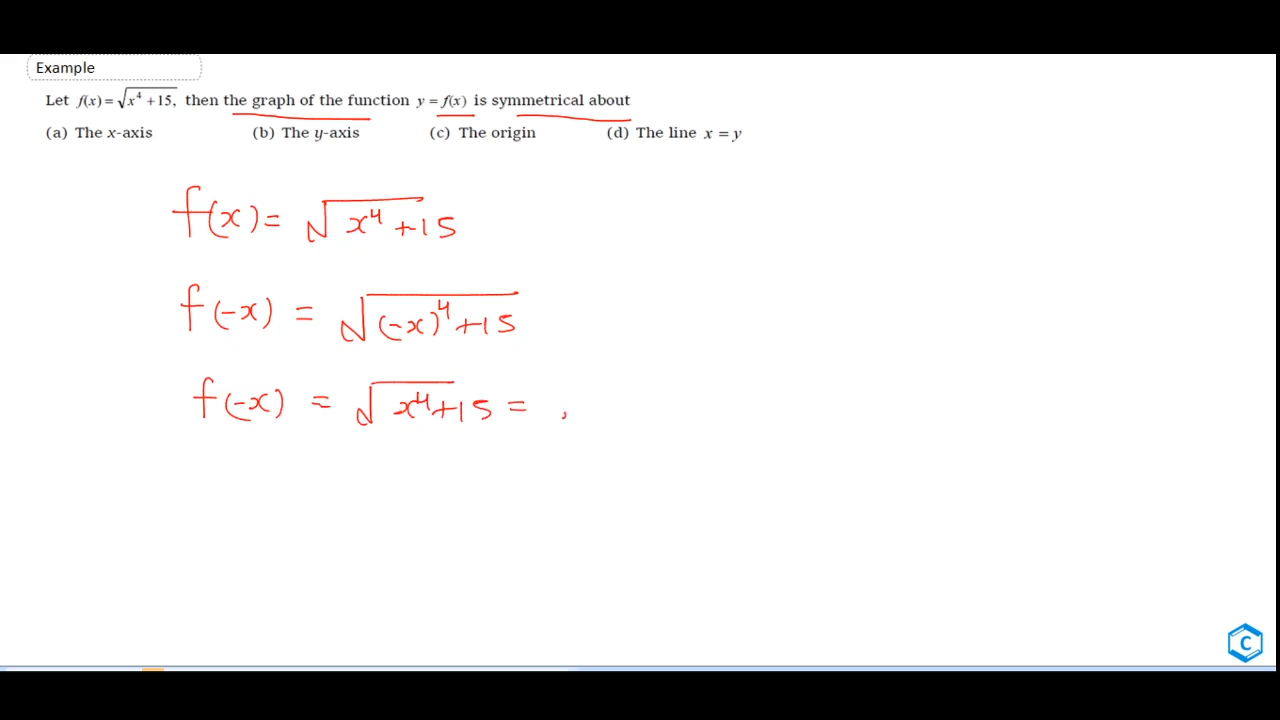 Example
Let f(x) = √x⁴ + 15, then the graph of the function y = f(x) is symmetrical about
(a) The x-axis (b) The y-axis (c) The origin (d) The line x = y
f(x) = √x⁴ + 15
f(-x) = √(-x)⁴ + 15
f(-x) = √x⁴ + 15 =
C